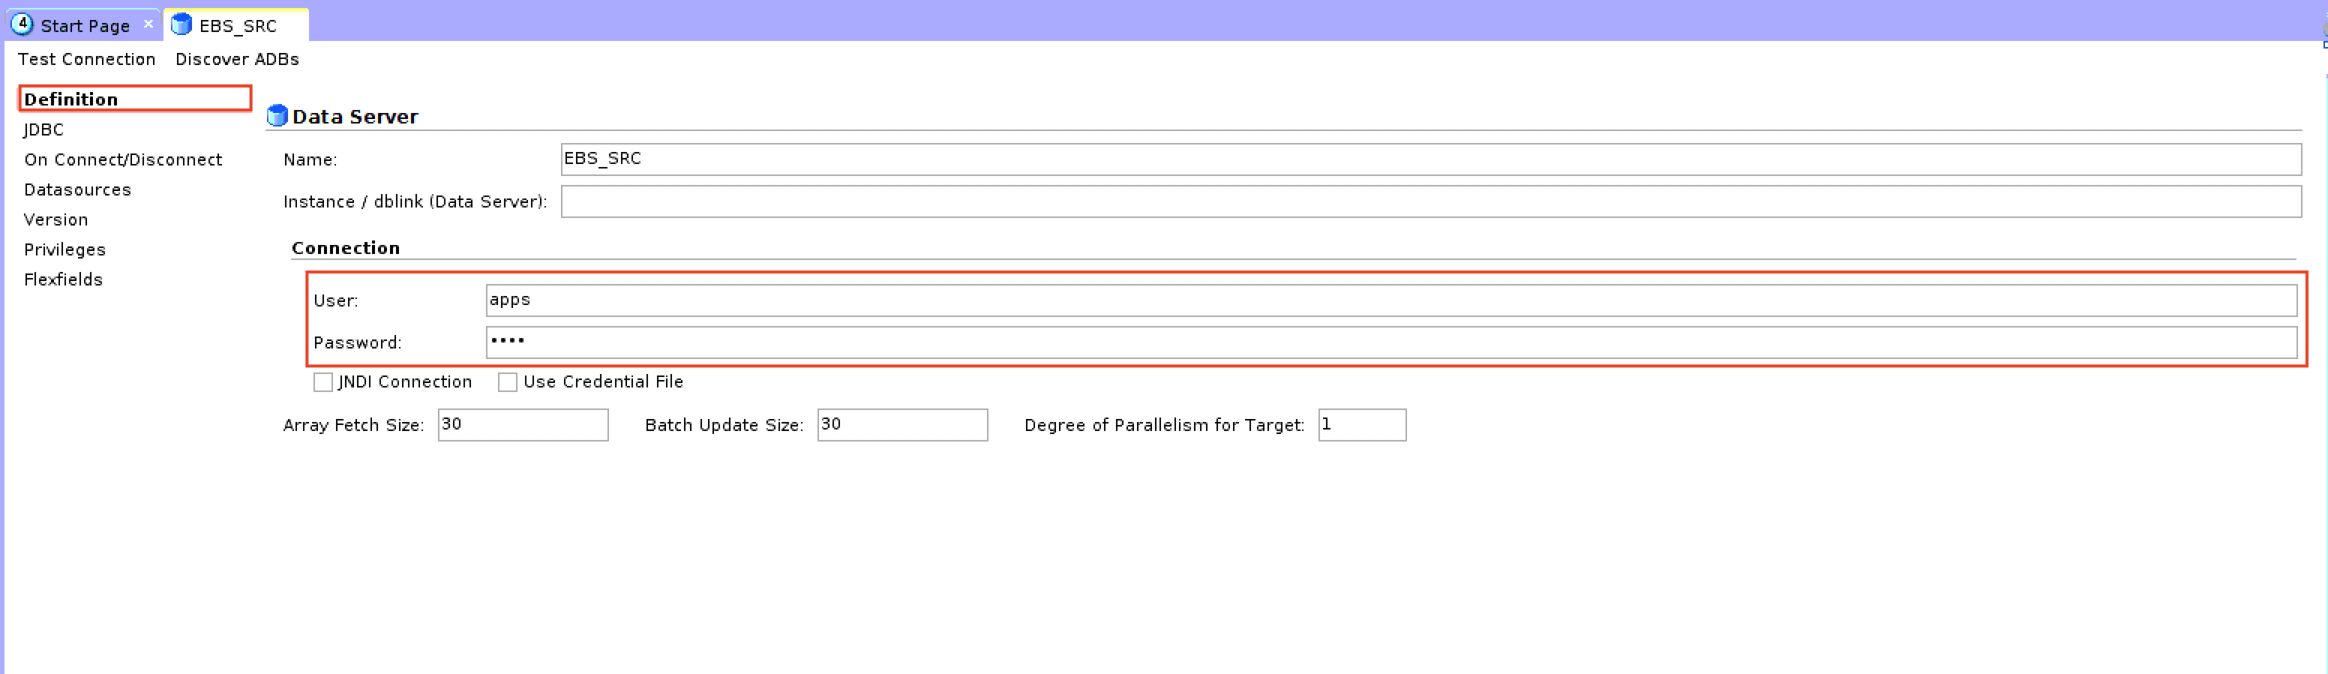 4 Start Page × EBS_SRC
Test Connection Discover ADBs
Definition
JDBC
On Connect/Disconnect
Datasources
Version
Privileges
Flexfields
Data Server
Name: EBS_SRC
Instance / dblink (Data Server):
Connection
User: apps
Password: ••••
JNDI Connection Use Credential File
Array Fetch Size: 30 Batch Update Size: 30 Degree of Parallelism for Target: 1